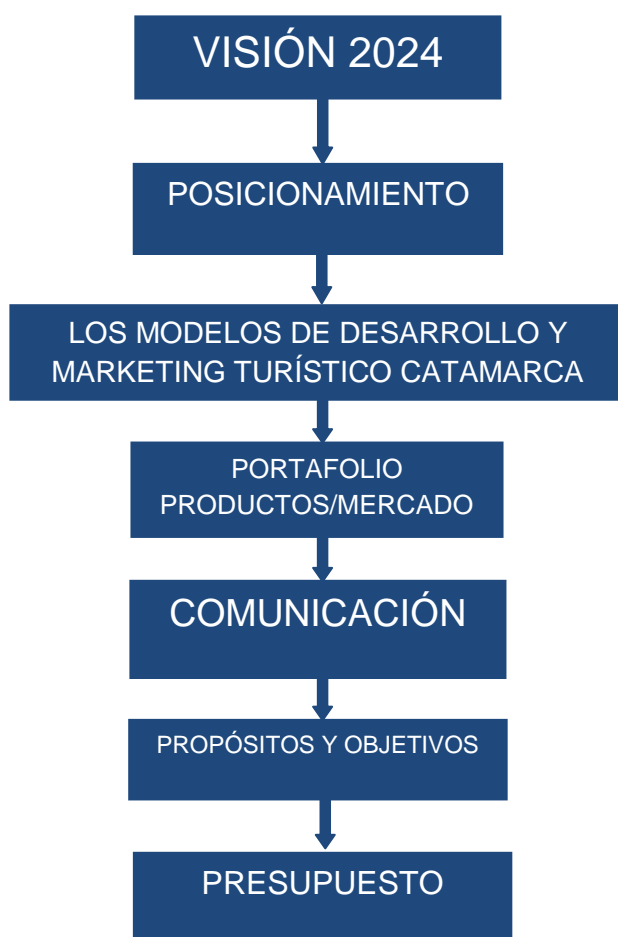 VISIÓN 2024
POSICIONAMIENTO
LOS MODELOS DE DESARROLLO Y
MARKETING TURÍSTICO CATAMARCA
PORTAFOLIO
PRODUCTOS/MERCADO
COMUNICACIÓN
PROPÓSITOS Y OBJETIVOS
PRESUPUESTO